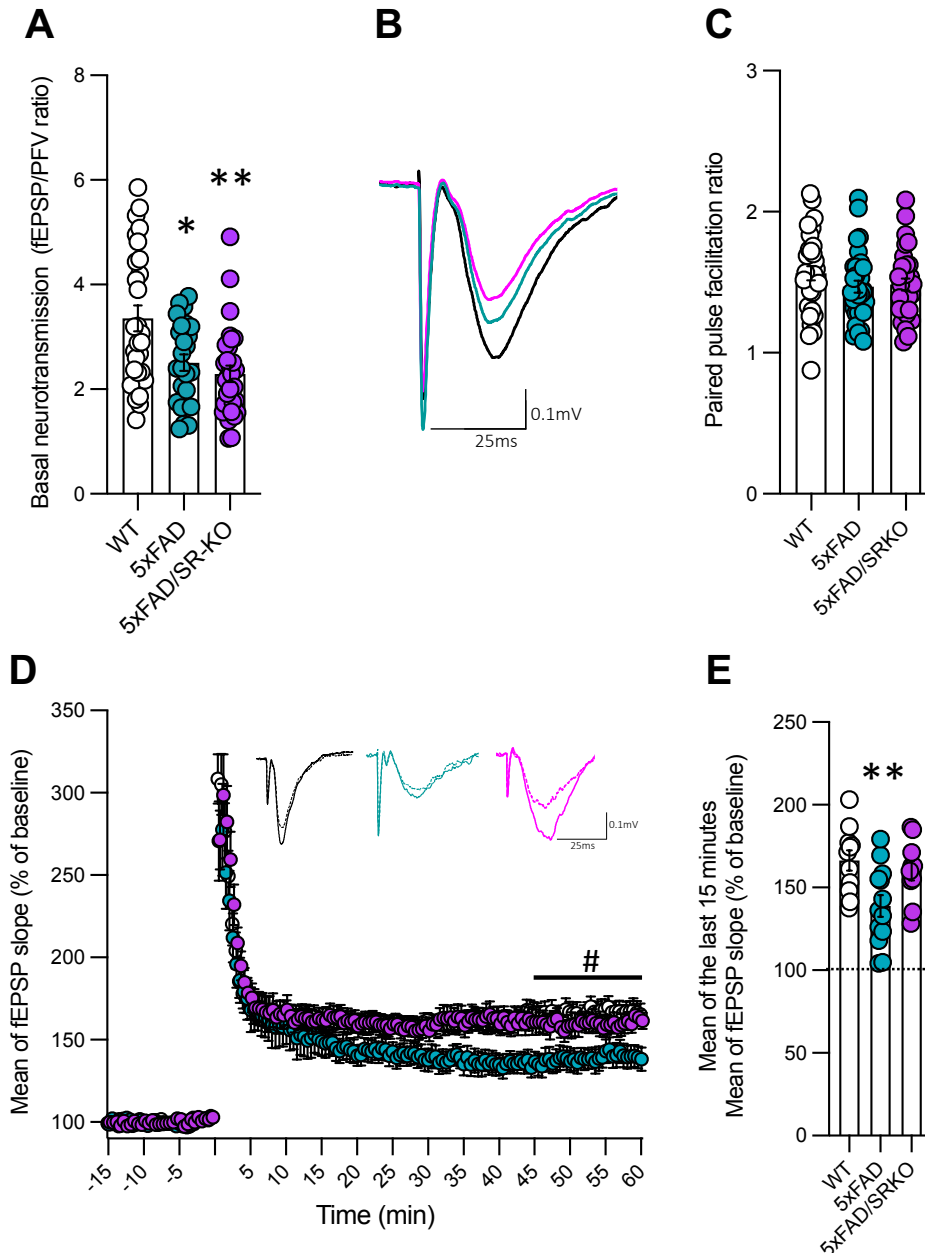 A
Basal neurotransmission (fEPSP/PFV ratio)
8
6
4
2
0
**
*
WT
5xFAD
5xFAD/SR-KO
B
0.1mV
25ms
C
Paired pulse facilitation ratio
3
2
1
0
WT
5xFAD
5xFAD/SRKO
D
Mean of fEPSP slope (% of baseline)
350
300
250
200
150
100
0.1mV
25ms
#
-15
-10
-5
5
10
15
20
25
30
35
40
45
50
55
60
Time (min)
E
Mean of the last 15 minutes
Mean of fEPSP slope (% of baseline)
250
200
150
100
50
0
**
WT
5xFAD
5xFAD/SRKO